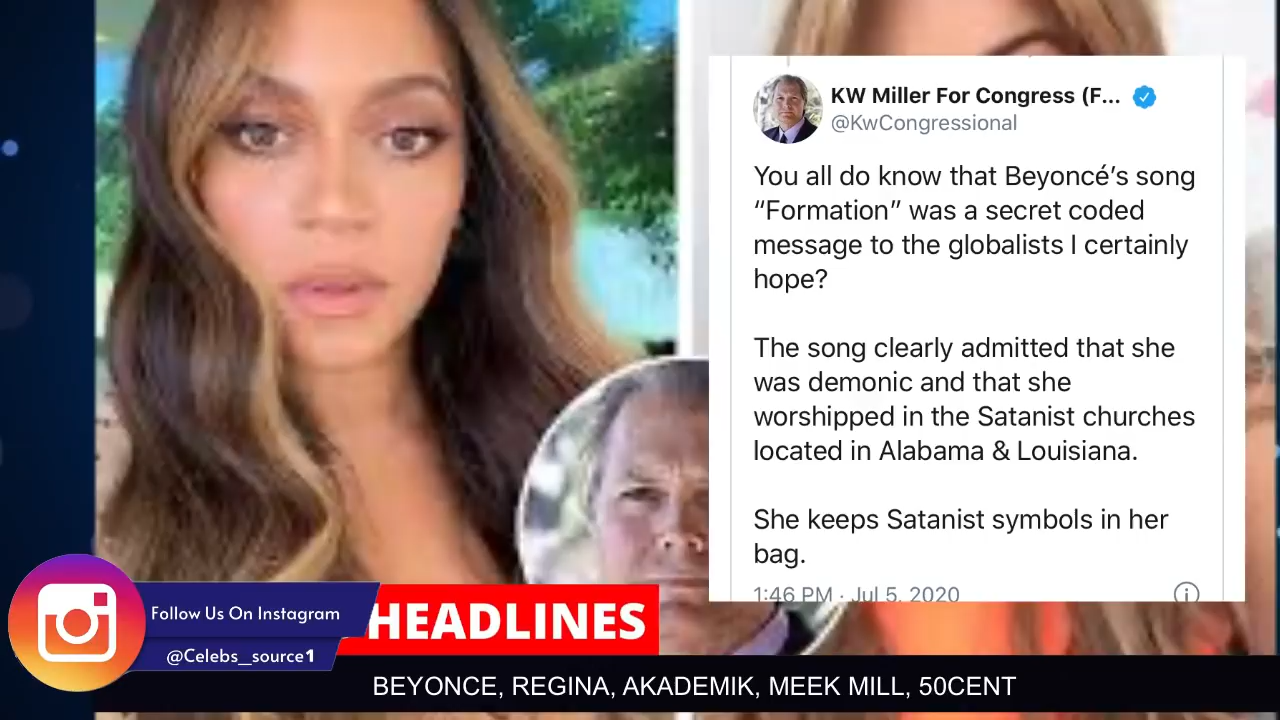 KW Miller For Congress (F...
@KwCongressional
You all do know that Beyoncé’s song
“Formation” was a secret coded
message to the globalists I certainly
hope?
The song clearly admitted that she
was demonic and that she
worshipped in the Satanist churches
located in Alabama & Louisiana.
She keeps Satanist symbols in her
bag.
1:46 PM · Jul 5, 2020
HEADLINES
Follow Us On Instagram
@Celebs_source1
BEYONCE, REGINA, AKADEMIK, MEEK MILL, 50CENT